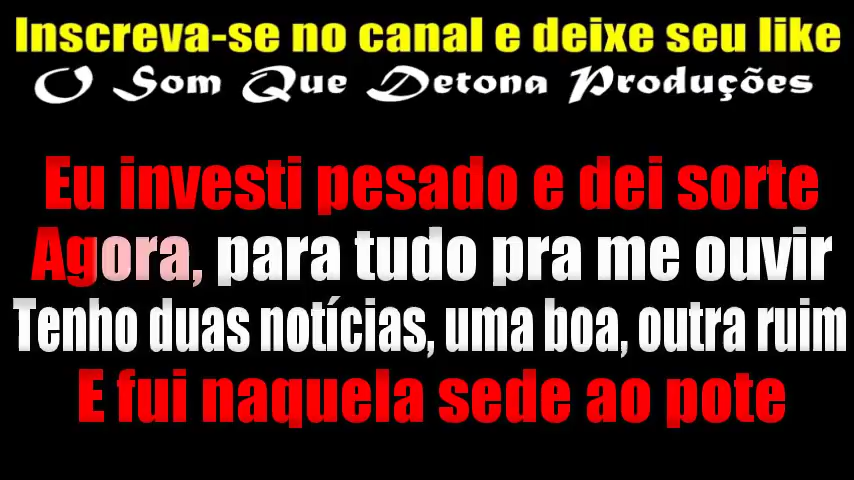 Inscreva-se no canal e deixe seu like
O Som Que Detona Produções
Eu investi pesado e dei sorte
Agora, para tudo pra me ouvir
Tenho duas notícias, uma boa, outra ruim
E fui naquela sede ao pote